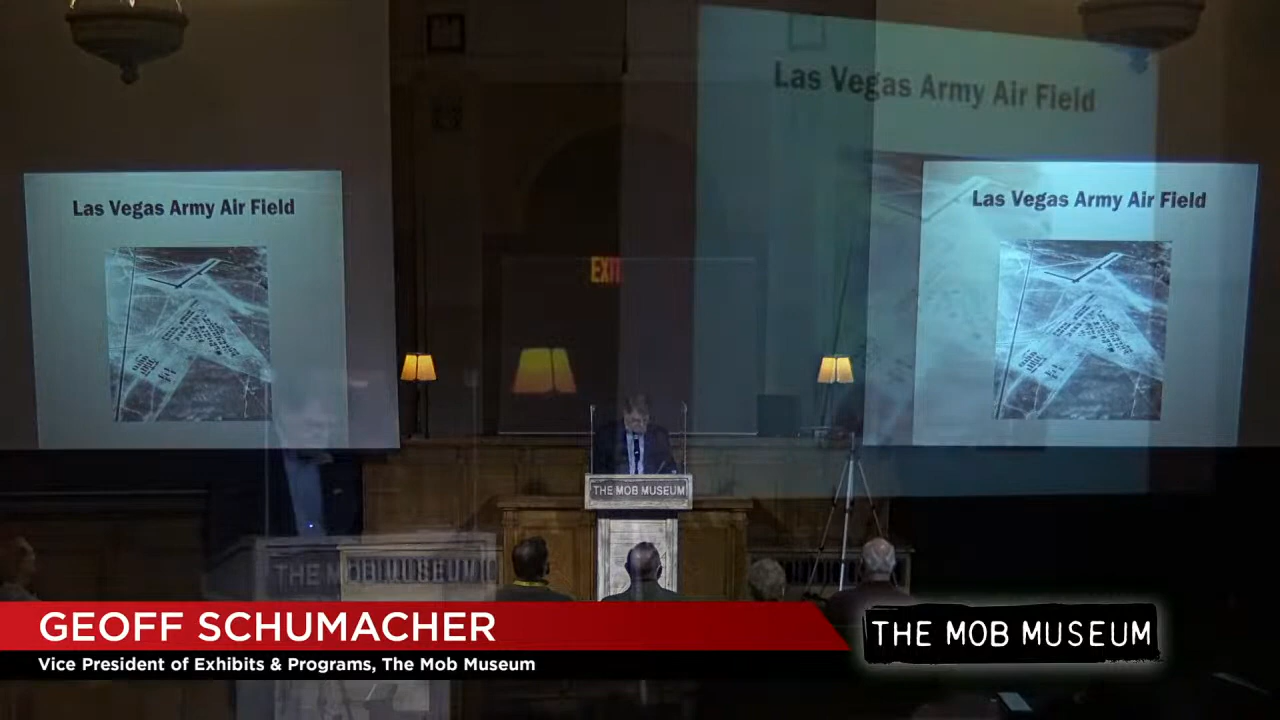 Las Vegas Army Air Field
Las Vegas Army Air Field
Las Vegas Army Air Field
EXIT
THE MOB MUSEUM
THE MOB MUSEUM
GEOFF SCHUMACHER
Vice President of Exhibits & Programs, The Mob Museum
THE MOB MUSEUM